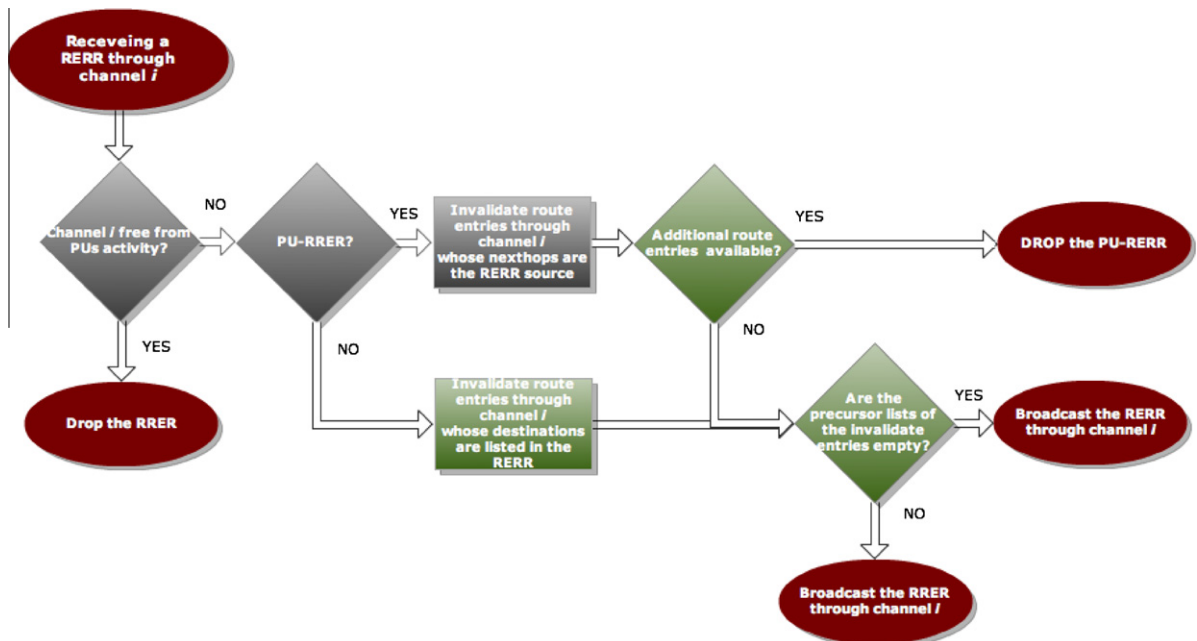 Receveing a
RERR through
channel i
Channel i free from
PUs activity?
NO
PU-RRER?
YES
Invalidate route
entries through
channel i
whose nexthops are
the RERR source
Additional route
entries available?
YES
DROP the PU-RERR
YES
Drop the RRER
NO
Invalidate route
entries through
channel i
whose destinations
are listed in the
RERR
NO
Are the
precursor lists of
the invalidate
entries empty?
YES
Broadcast the RERR
through channel i
NO
Broadcast the RRER
through channel i